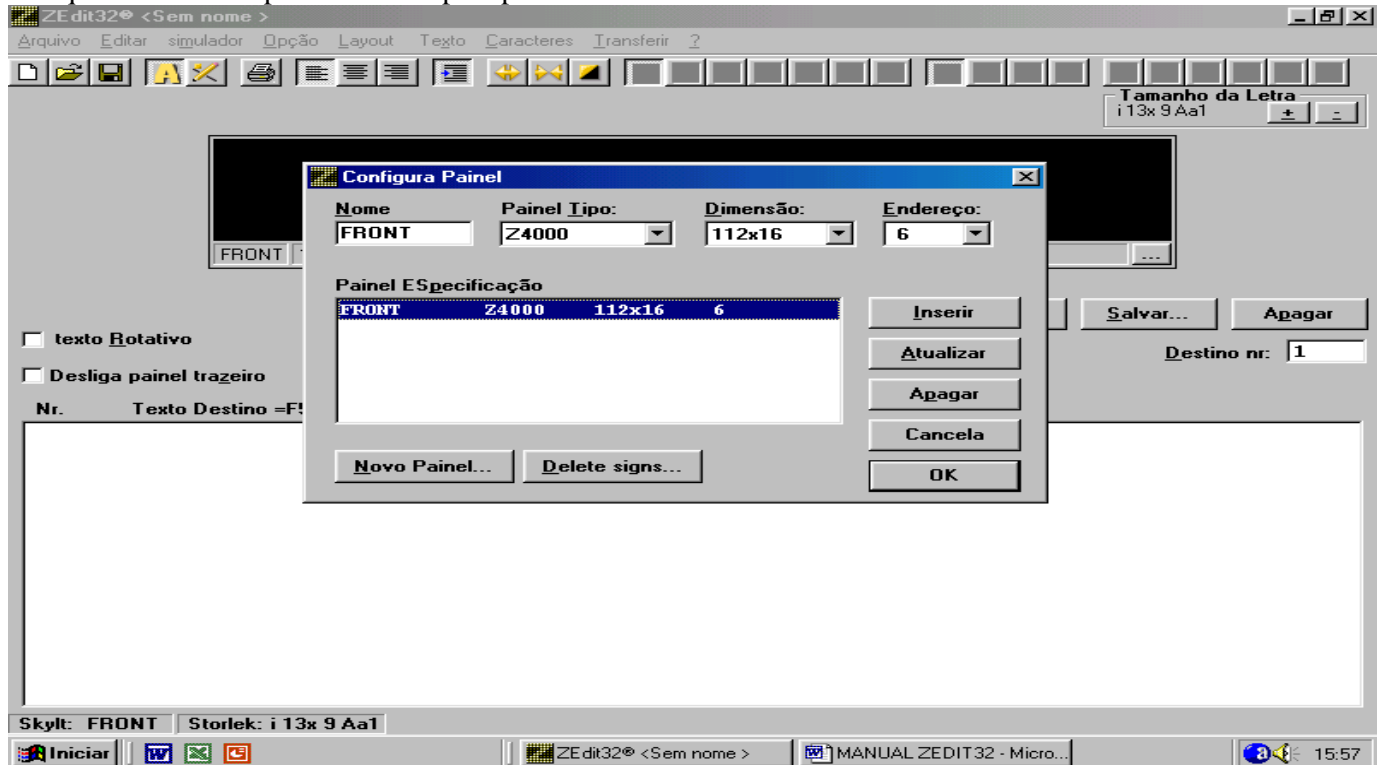 ZEdit32® <Sem nome >
Arquivo Editar simulador Opção Layout Texto Caracteres Transferir ?
Tamanho da Letra
i 13x 9 Aa1 + -
Configura Painel
Nome Painel Tipo: Dimensão: Endereço:
FRONT Z4000 112x16 6
FRONT ...
Painel ESpecificação
FRONT Z4000 112x16 6
Inserir
Salvar... Apagar
texto Rotativo
Atualizar
Destino nr: 1
Desliga painel trazeiro
Apagar
Nr. Texto Destino =F
Cancela
Novo Painel... Delete signs...
OK
Skylt: FRONT Storlek: i 13x 9 Aa1
Iniciar ZEdit32® <Sem nome > MANUAL ZEDIT32 - Micro... 15:57